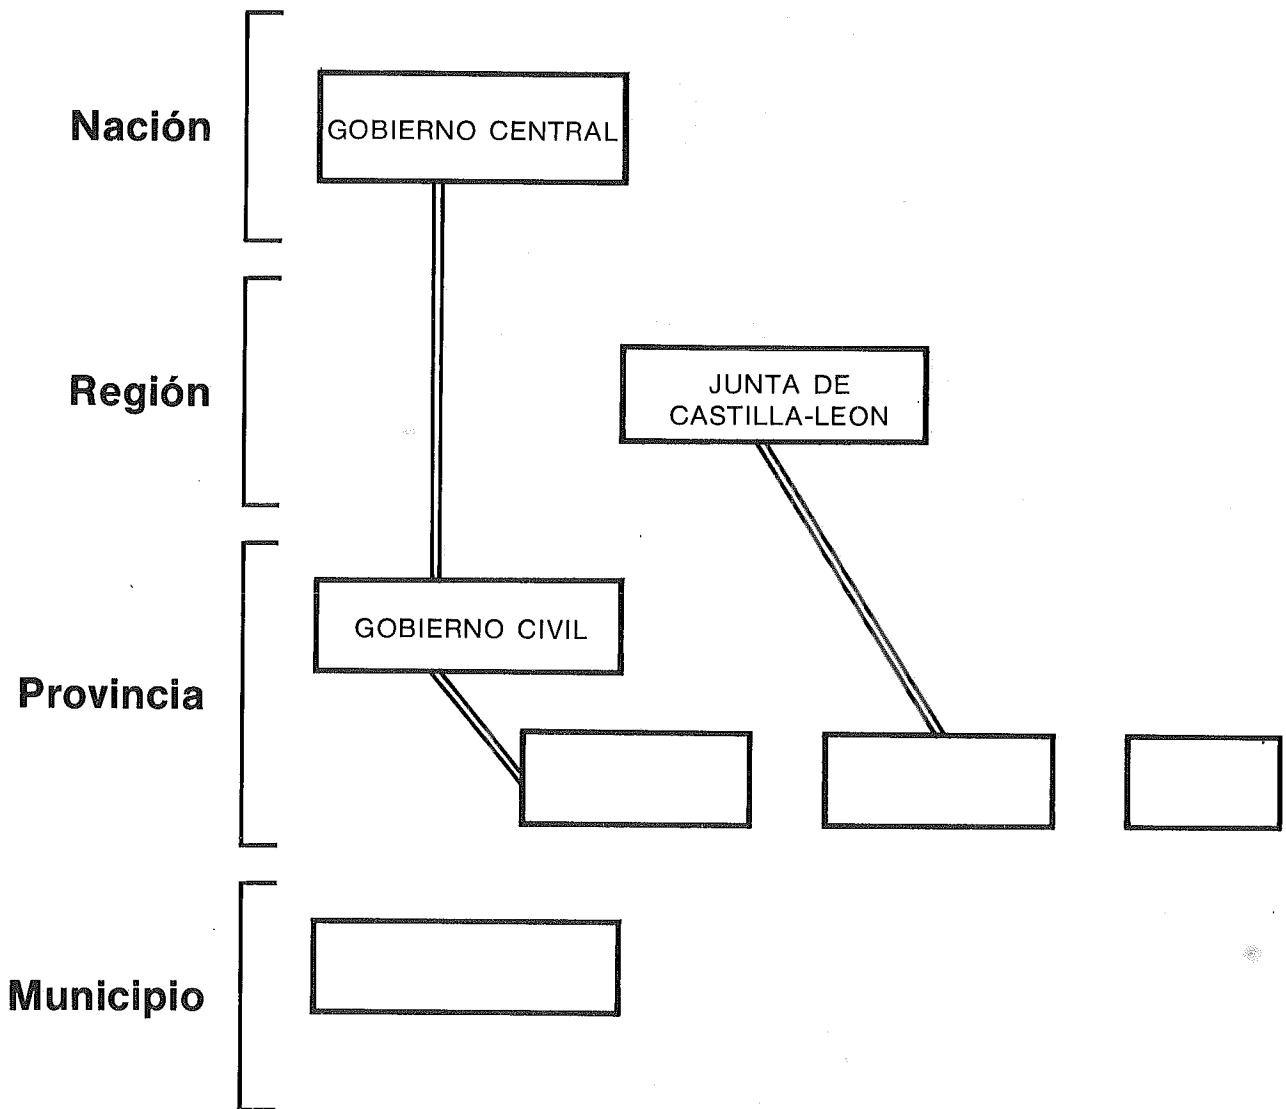 Nación
GOBIERNO CENTRAL
Región
JUNTA DE
CASTILLA-LEON
Provincia
GOBIERNO CIVIL
Municipio